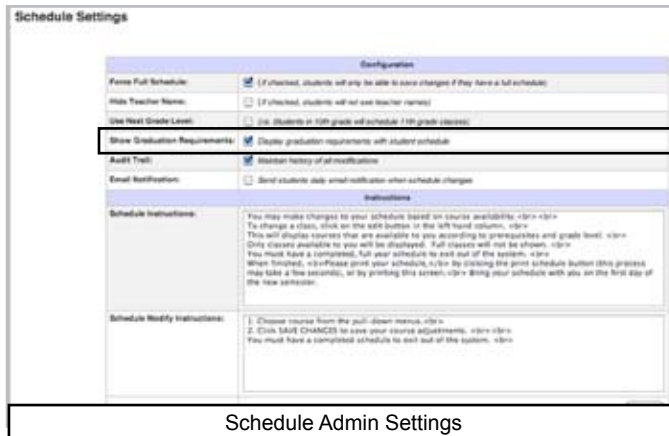 Schedule Settings
Configuration
Force Full Schedule: (if checked, students will only be able to save changes if they have a full schedule)
Hide Teacher Name: (if checked, students will not see teacher names)
Use Next Grade Level: (i.e. Students in 10th grade will schedule 11th grade classes)
Show Graduation Requirements: Display graduation requirements with student schedule
Audit Trail: Maintain history of all modifications
Email Notification: Send students daily email notification when schedule changes
Instructions
Schedule Instructions: You may make changes to your schedule based on course availability. <br> <br>
To change a class, click on the edit button in the left hand column. <br>
This will display courses that are available to you according to prerequisites and grade level. <br>
Only classes available to you will be displayed. Full classes will not be shown. <br>
You must have a completed, full year schedule to exit out of the system. <br>
When finished, <b>Please print your schedule,</b> by clicking the print schedule button (this process
may take a few seconds), or by printing this screen.<br> Bring your schedule with you on the first day of
the new semester.
Schedule Modify Instructions: 1. Choose course from the pull-down menus.<br>
2. Click SAVE CHANGES to save your course adjustments. <br><br>
You must have a completed schedule to exit out of the system. <br>
Schedule Admin Settings